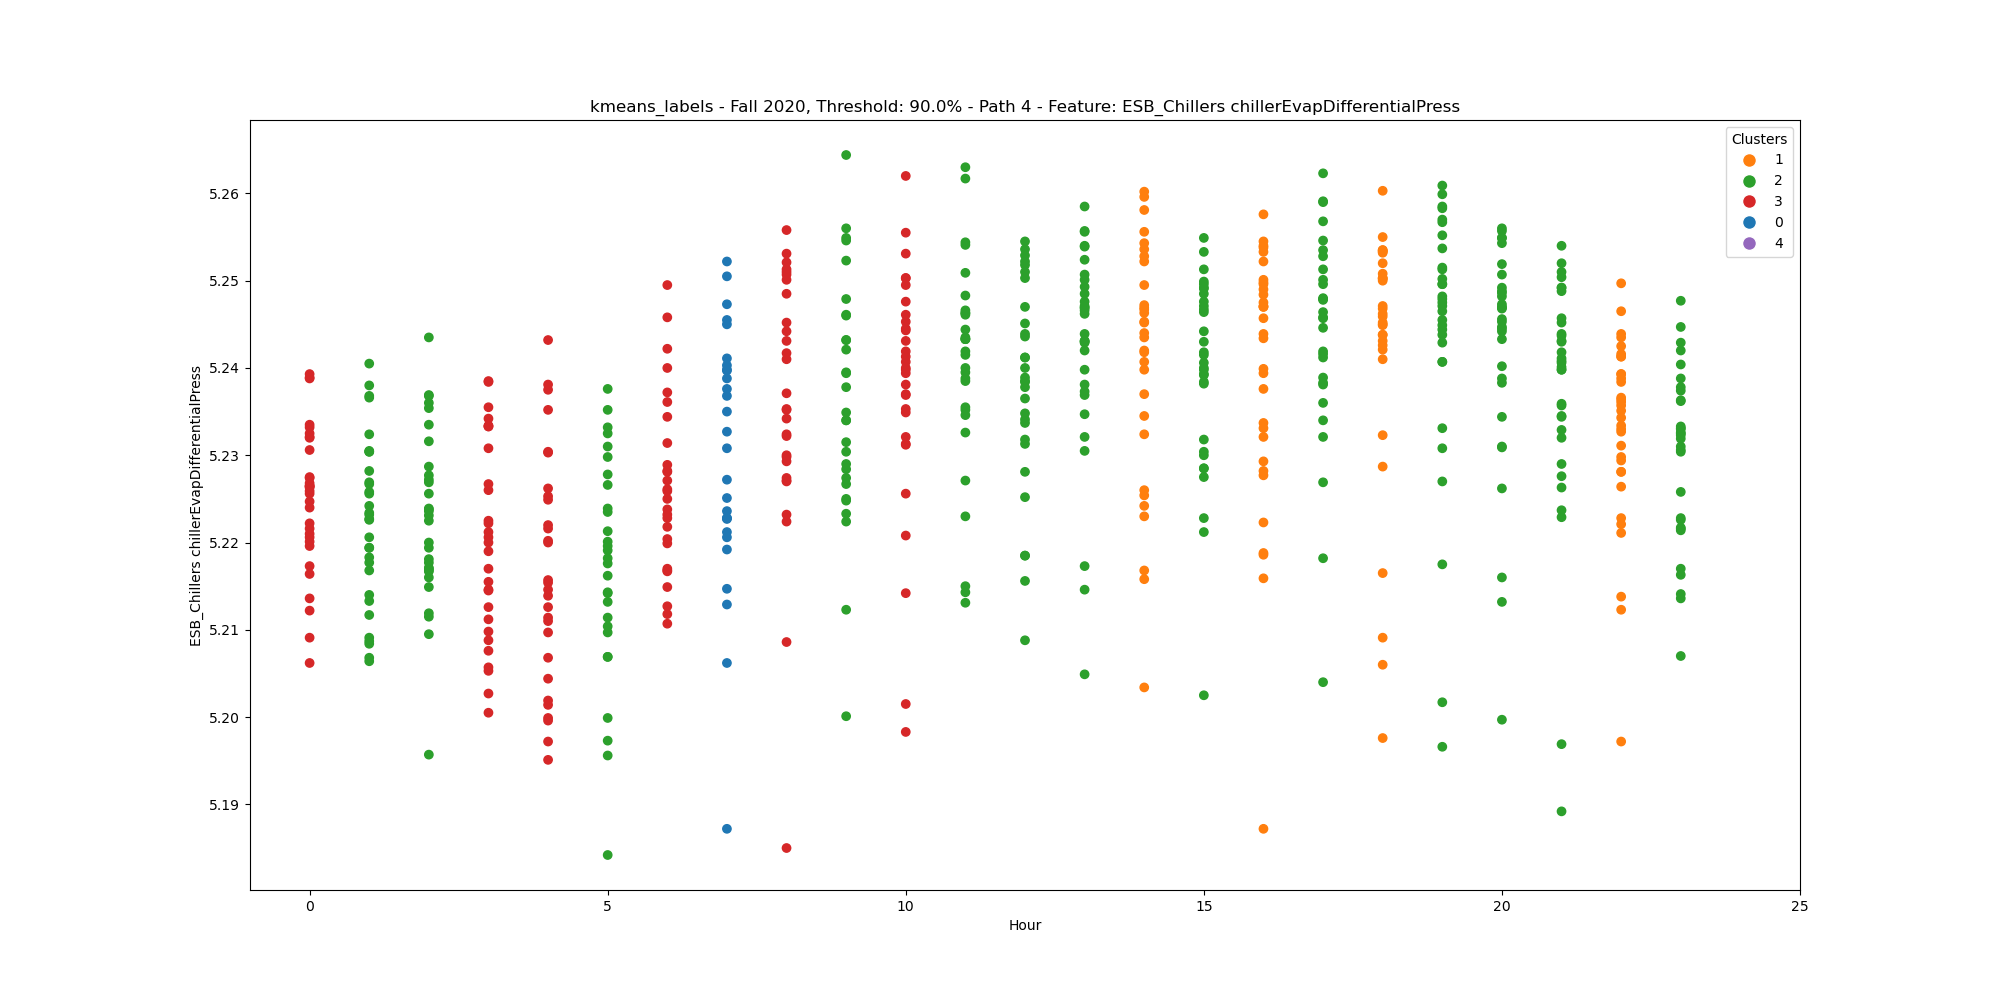 kmeans_labels - Fall 2020, Threshold: 90.0% - Path 4 - Feature: ESB_Chillers chillerEvapDifferentialPress
Clusters
1
2
3
0
4
ESB_Chillers chillerEvapDifferentialPress
5.26
5.25
5.24
5.23
5.22
5.21
5.20
5.19
0 5 10 15 20 25
Hour